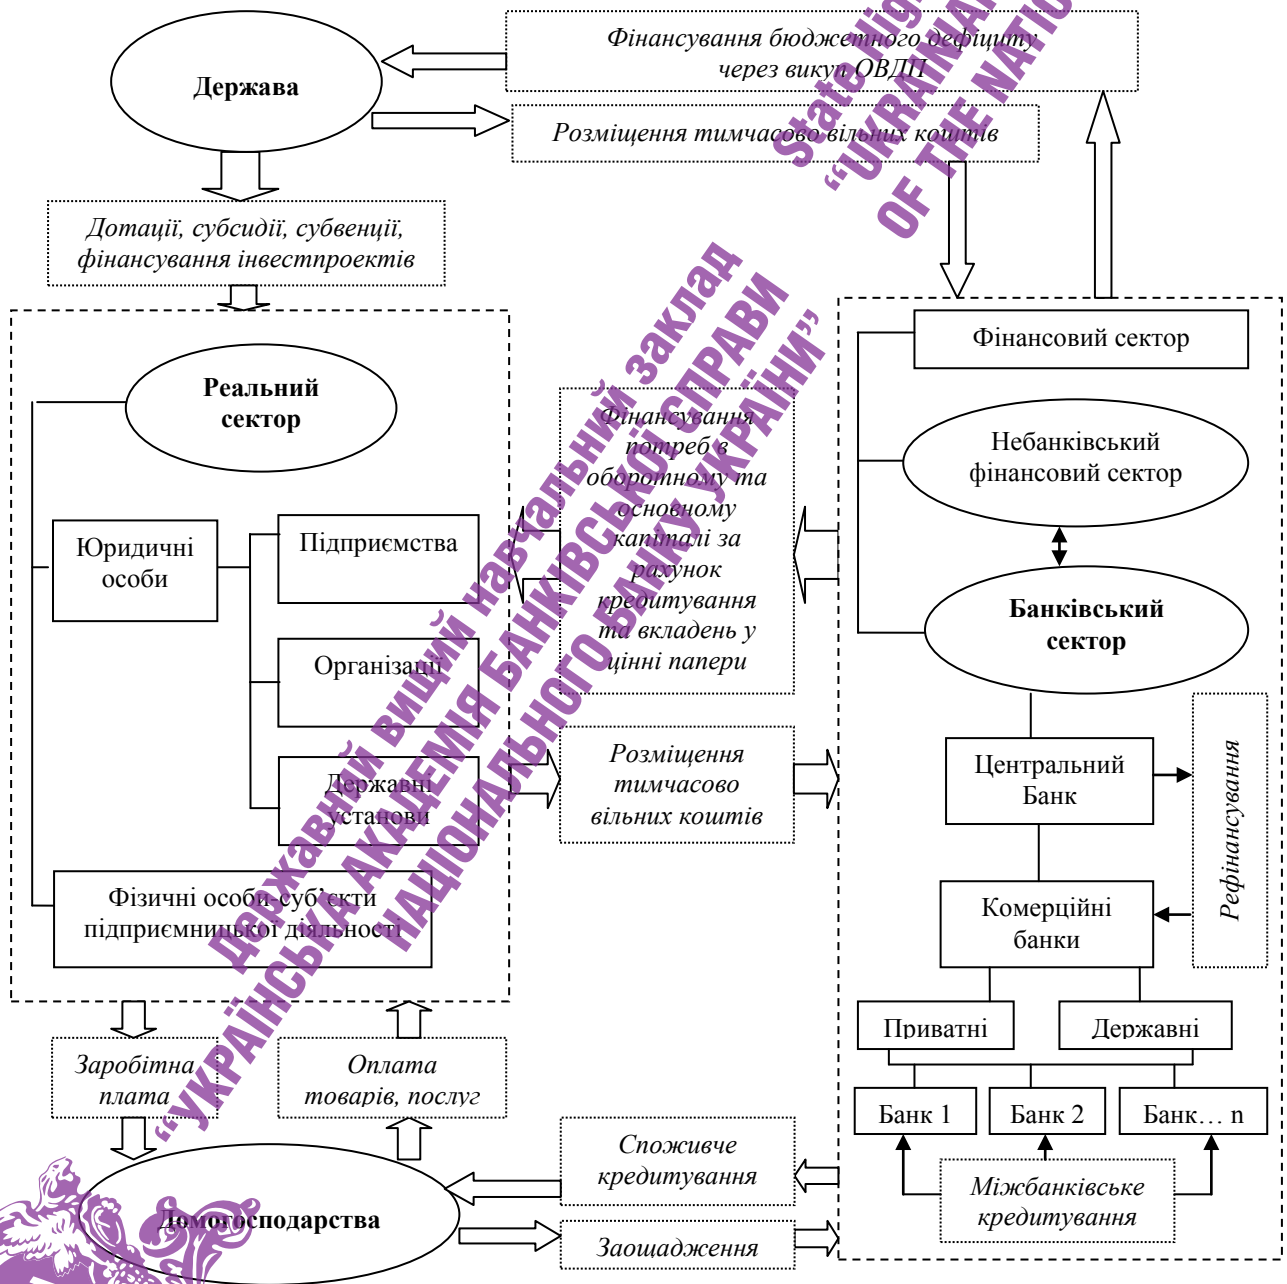 Фінансування бюджетного дефіциту
через викуп ОВДП
Держава
Розміщення тимчасово вільних коштів
Дотації, субсидії, субвенції,
фінансування інвестпроектів
Реальний
сектор
Юридичні
особи
Підприємства
Організації
Державні
установи
Фізичні особи-суб’єкти
підприємницької діяльності
Фінансування
потреб в
оборотному та
основному
капіталі за
рахунок
кредитування
та вкладень у
цінні папери
Розміщення
тимчасово
вільних коштів
Фінансовий сектор
Небанківський
фінансовий сектор
Банківський
сектор
Центральний
Банк
Рефінансування
Комерційні
банки
Приватні
Державні
Банк 1
Банк 2
Банк… n
Міжбанківське
кредитування
Заробітна
плата
Оплата
товарів, послуг
Споживче
кредитування
Домогосподарства
Заощадження
Державний вищий навчальний заклад
“УКРАЇНСЬКА АКАДЕМІЯ БАНКІВСЬКОЇ СПРАВИ
НАЦІОНАЛЬНОГО БАНКУ УКРАЇНИ”
State
“UKRAINIAN
OF THE